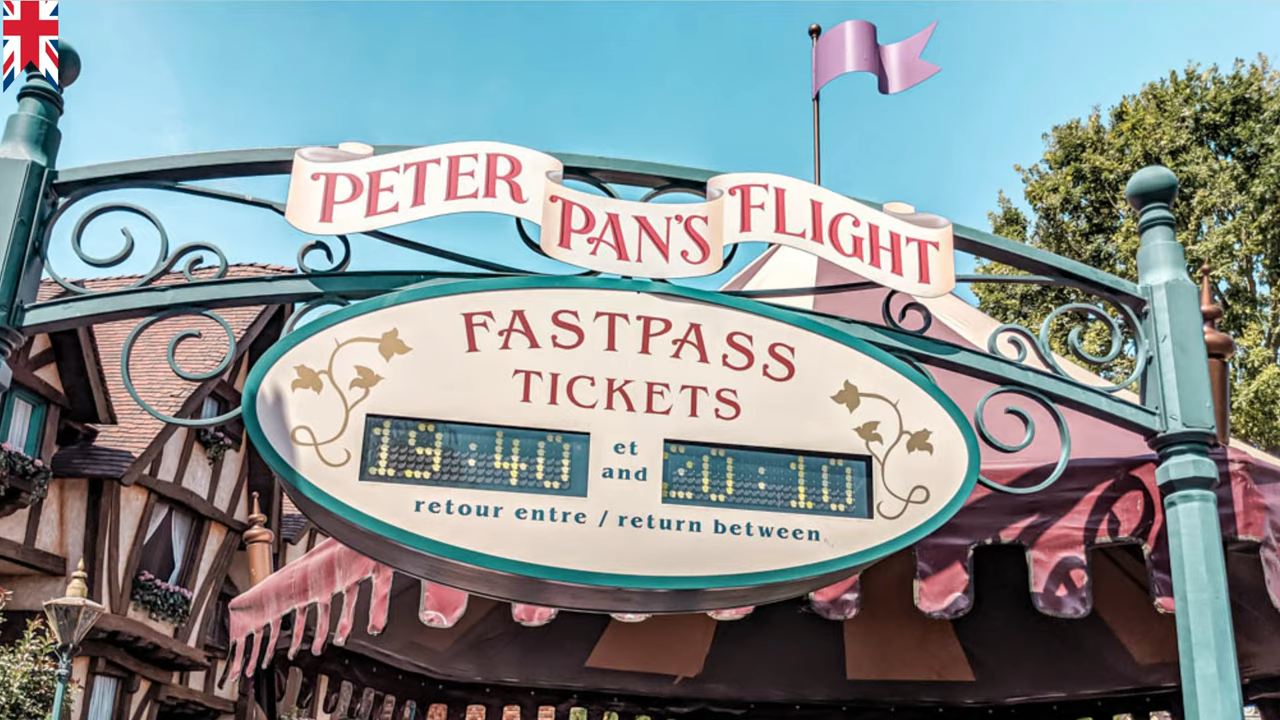 PETER PAN'S FLIGHT
FASTPASS
TICKETS
19:40 et 20:10
and
retour entre / return between